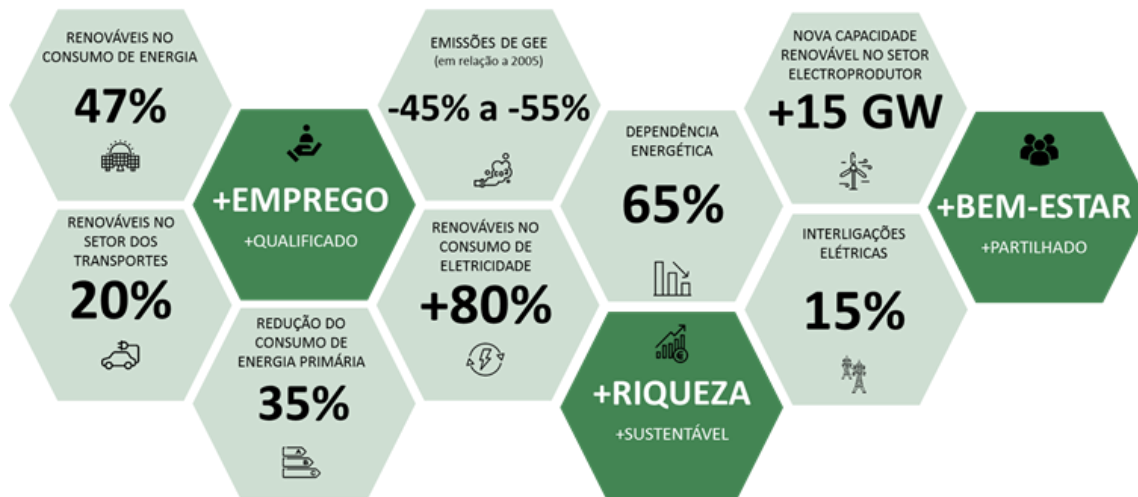 RENOVÁVEIS NO
CONSUMO DE ENERGIA
47%
EMISSÕES DE GEE
(em relação a 2005)
-45% a -55%
NOVA CAPACIDADE
RENOVÁVEL NO SETOR
ELECTROPRODUTOR
+15 GW
+EMPREGO
+QUALIFICADO
DEPENDÊNCIA
ENERGÉTICA
65%
+BEM-ESTAR
+PARTILHADO
RENOVÁVEIS NO
SETOR DOS
TRANSPORTES
20%
RENOVÁVEIS NO
CONSUMO DE
ELETRICIDADE
+80%
INTERLIGAÇÕES
ELÉTRICAS
15%
REDUÇÃO DO
CONSUMO DE
ENERGIA PRIMÁRIA
35%
A
B
C
€
+RIQUEZA
+SUSTENTÁVEL
CO2